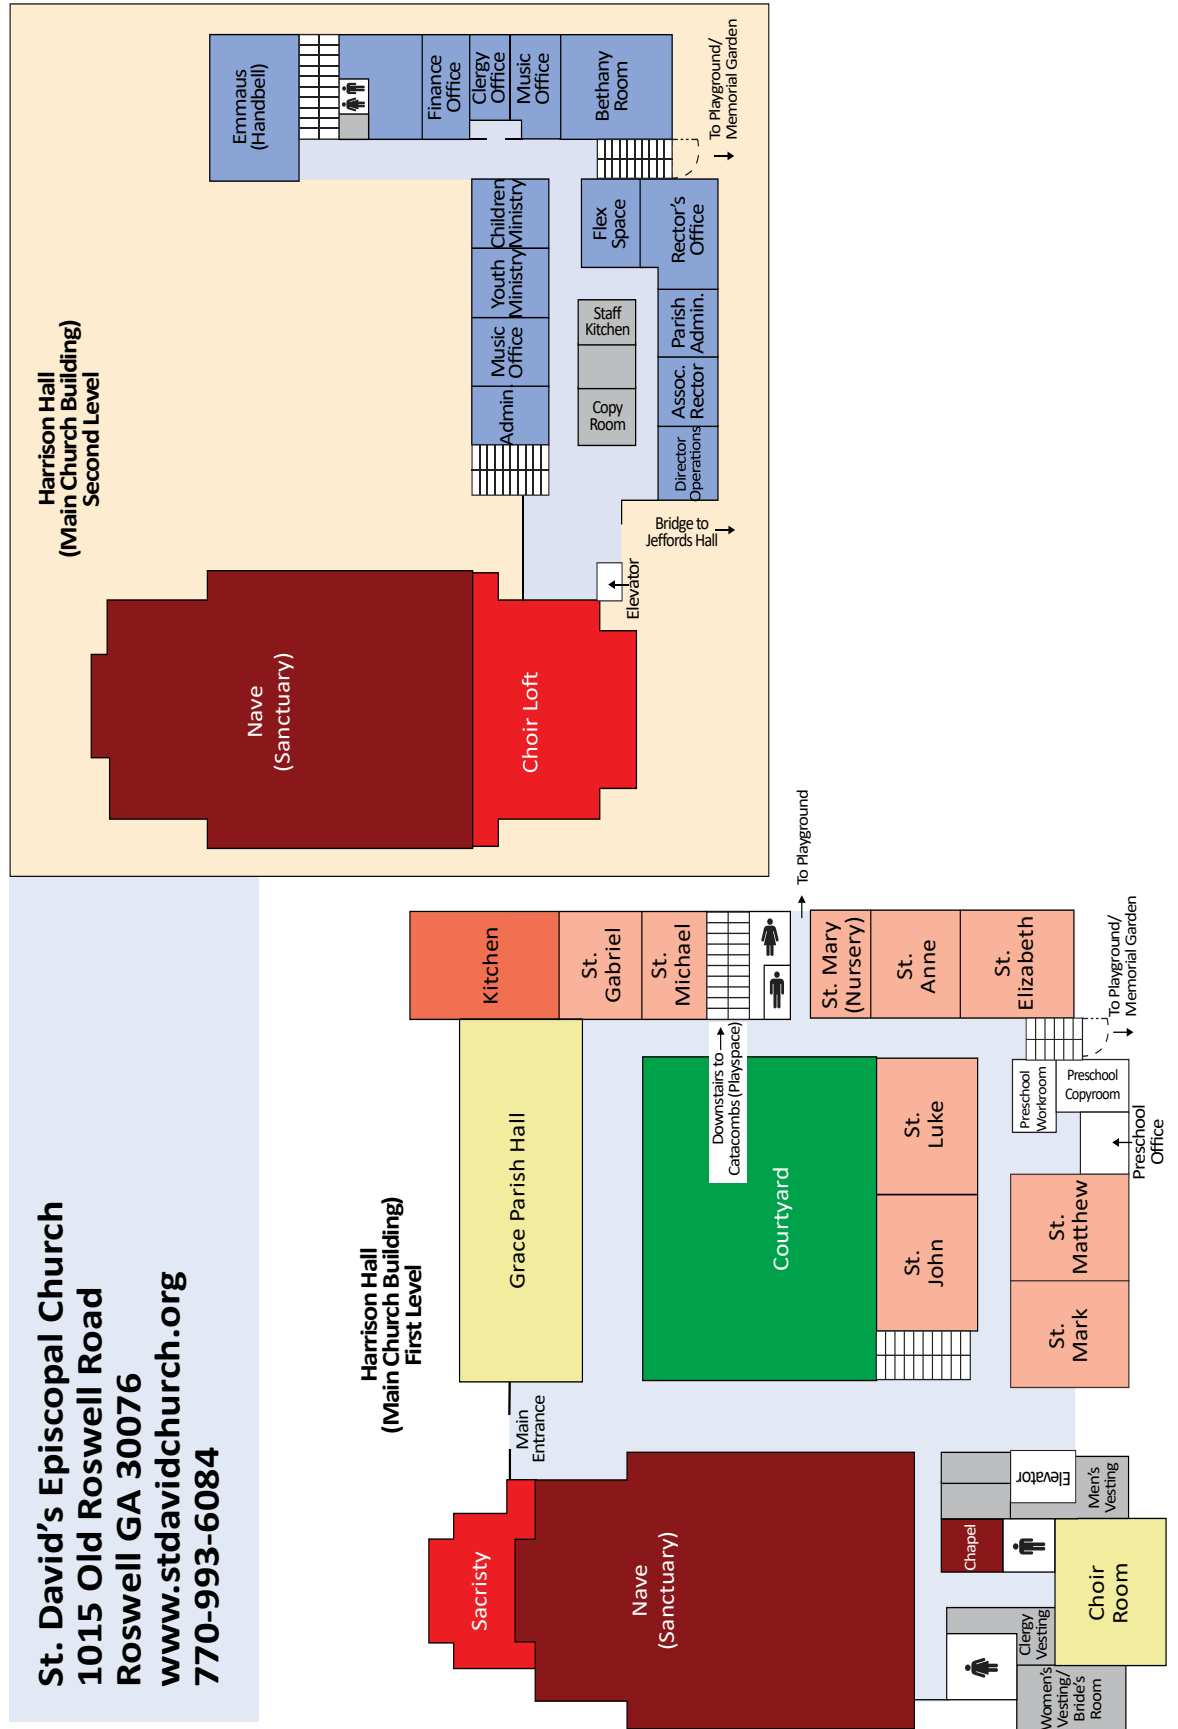 St. David’s Episcopal Church
1015 Old Roswell Road
Roswell GA 30076
www.stdavidchurch.org
770-993-6084
Harrison Hall
(Main Church Building)
First Level
Sacristy
Nave
(Sanctuary)
Main
Entrance
Grace Parish Hall
Kitchen
St.
Gabriel
St.
Michael
Downstairs to
Catacombs (Playspace)
To Playground
St. Mary
(Nursery)
St.
Anne
St.
Elizabeth
To Playground/
Memorial Garden
Courtyard
St.
John
St.
Luke
Preschool
Workroom
Preschool
Copyroom
Preschool
Office
St.
Mark
St.
Matthew
Elevator
Men's
Vesting
Chapel
Choir
Room
Clergy
Vesting
Women's
Vesting/
Bride's
Room
Harrison Hall
(Main Church Building)
Second Level
Nave
(Sanctuary)
Choir Loft
Elevator
Bridge to
Jeffords Hall
Admin.
Music
Office
Youth
Ministry
Children
Ministry
Copy
Room
Staff
Kitchen
Flex
Space
Director
Operations
Assoc.
Rector
Parish
Admin.
Rector's
Office
Emmaus
(Handbell)
Finance
Office
Clergy
Office
Music
Office
Bethany
Room
To Playground/
Memorial Garden